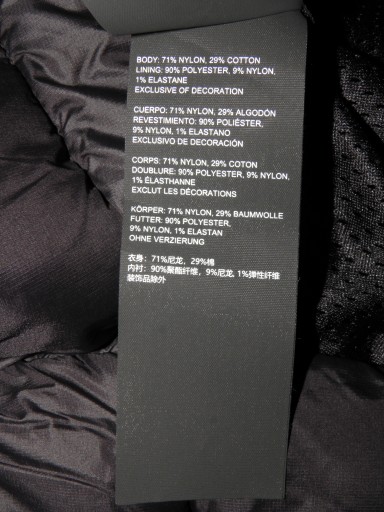 BODY: 71% NYLON, 29% COTTON
LINING: 90% POLYESTER, 9% NYLON,
1% ELASTANE
EXCLUSIVE OF DECORATION
CUERPO: 71% NYLON, 29% ALGODÓN
REVESTIMIENTO: 90% POLIÉSTER,
9% NYLON, 1% ELASTANO
EXCLUSIVO DE DECORACIÓN
CORPS: 71% NYLON, 29% COTON
DOUBLURE: 90% POLYESTER, 9% NYLON,
1% ÉLASTHANNE
EXCLUT LES DÉCORATIONS
KÖRPER: 71% NYLON, 29% BAUMWOLLE
FUTTER: 90% POLYESTER,
9% NYLON, 1% ELASTAN
OHNE VERZIERUNG
衣身: 71%尼龙, 29%棉
内衬: 90%聚酯纤维, 9%尼龙, 1%弹性纤维
装饰品除外